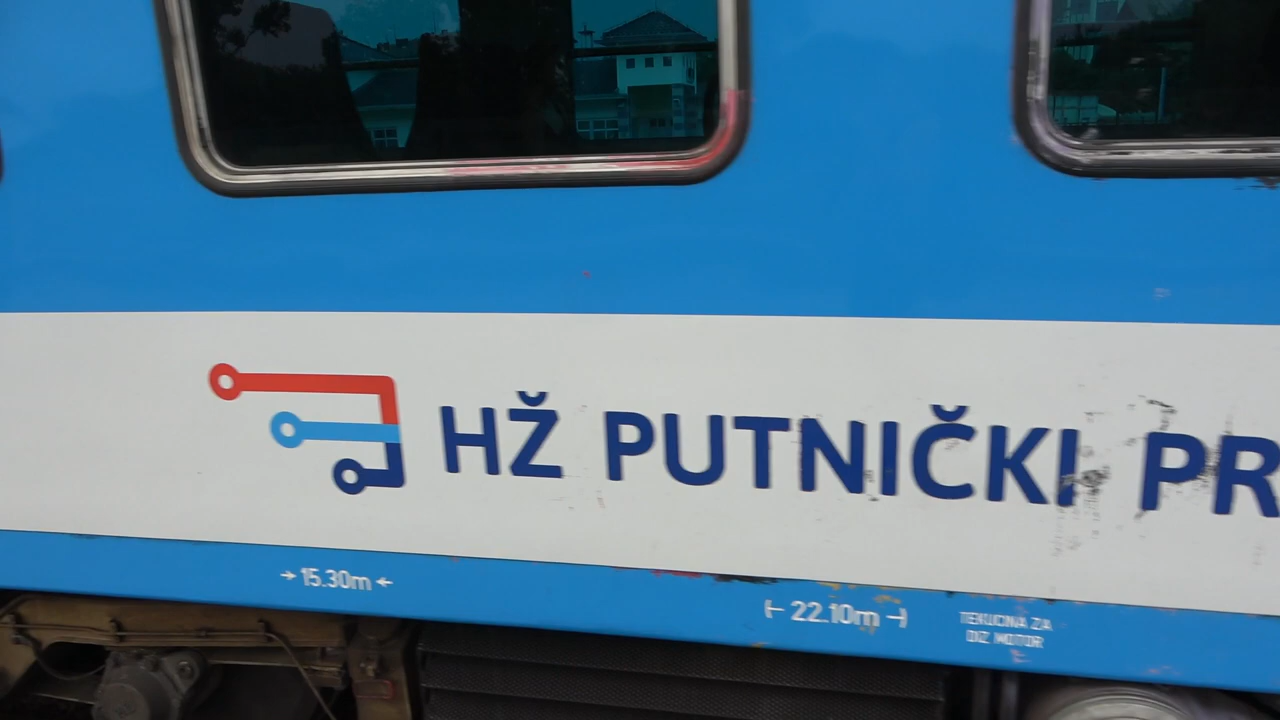 HŽ PUTNIČKI PR
→15.30m←
22.10m
TEKUĆINA ZA
DIZ MOTOR